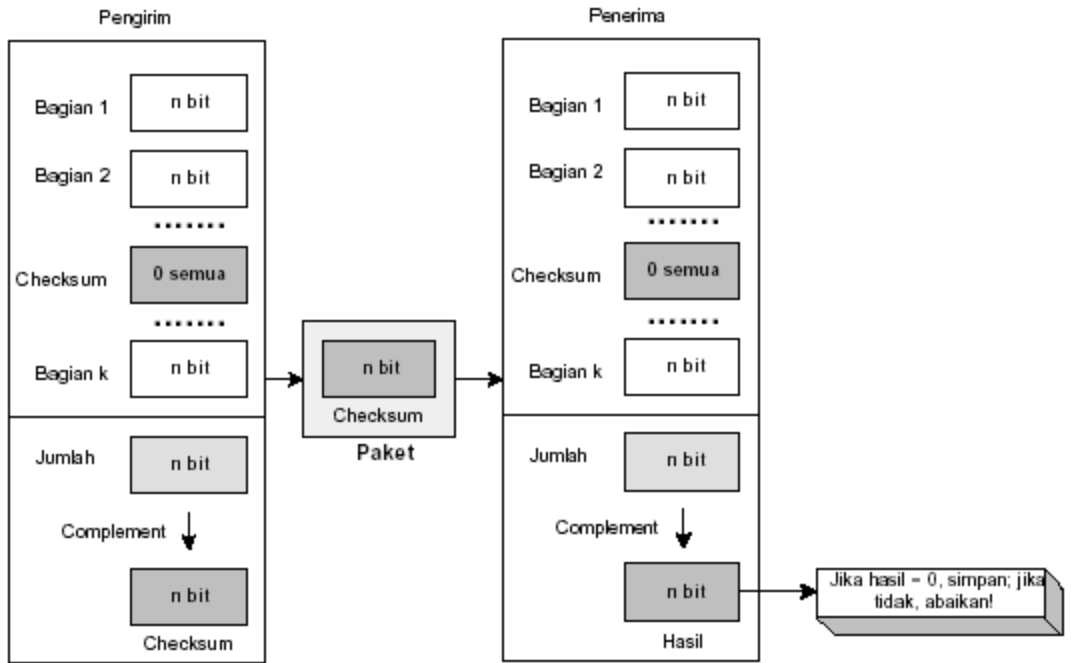 Pengirim
Bagian 1
n bit
Bagian 2
n bit
Checksum
0 semua
Bagian k
n bit
Jumlah
n bit
Complement
n bit
Checksum
n bit
Checksum
Paket
Penerima
Bagian 1
n bit
Bagian 2
n bit
Checksum
0 semua
Bagian k
n bit
Jumlah
n bit
Complement
n bit
Hasil
Jika hasil = 0, simpan; jika
tidak, abaikan!